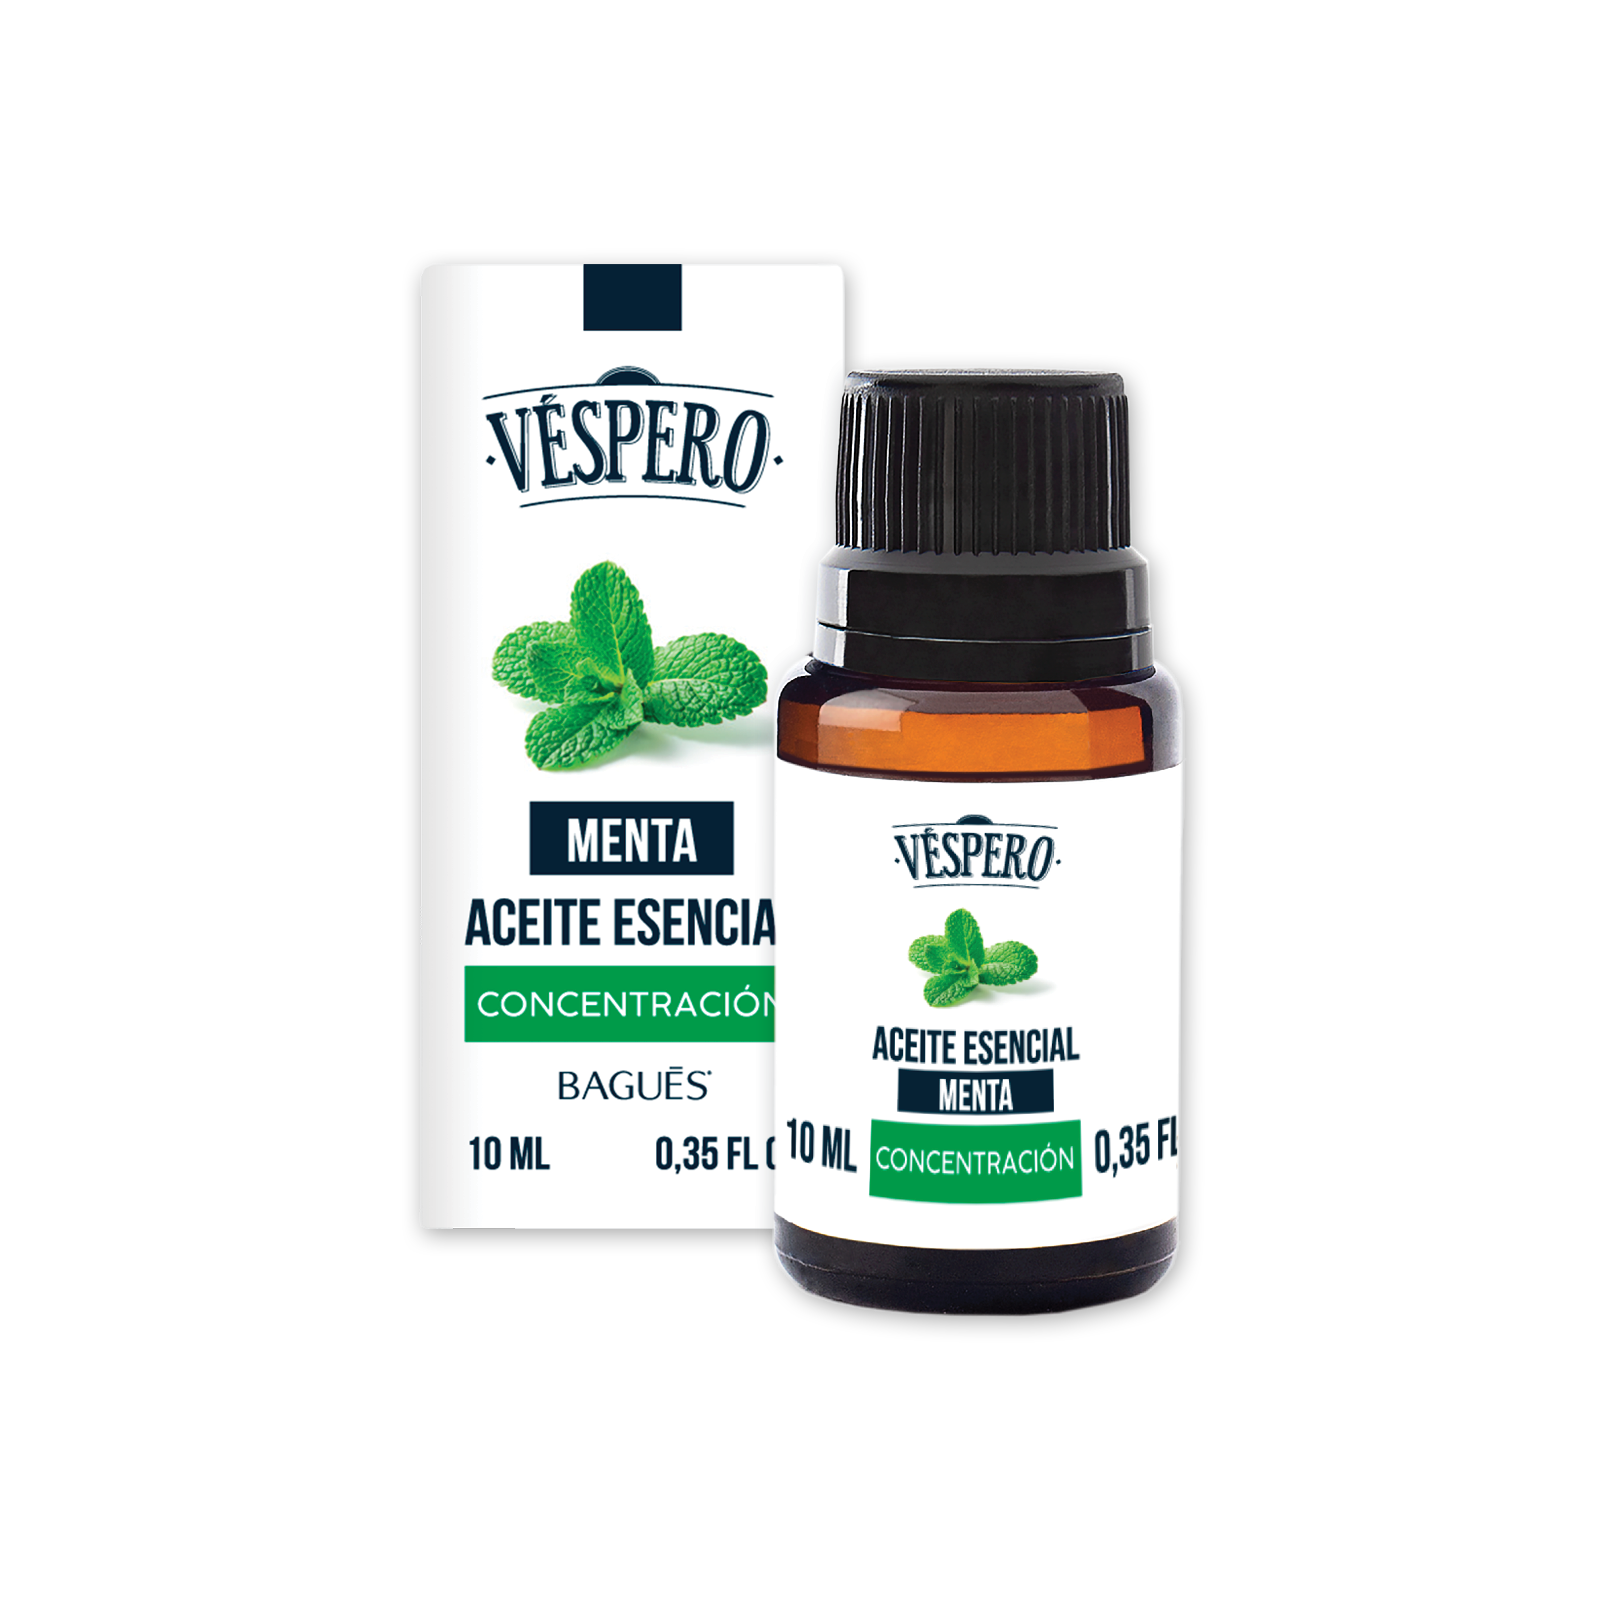 VÉSPERO
MENTA
ACEITE ESENCIA
CONCENTRACIÓN
BAGUĒS
10 ML 0,35 FL
VÉSPERO
ACEITE ESENCIAL
MENTA
10 ML CONCENTRACIÓN 0,35 FL